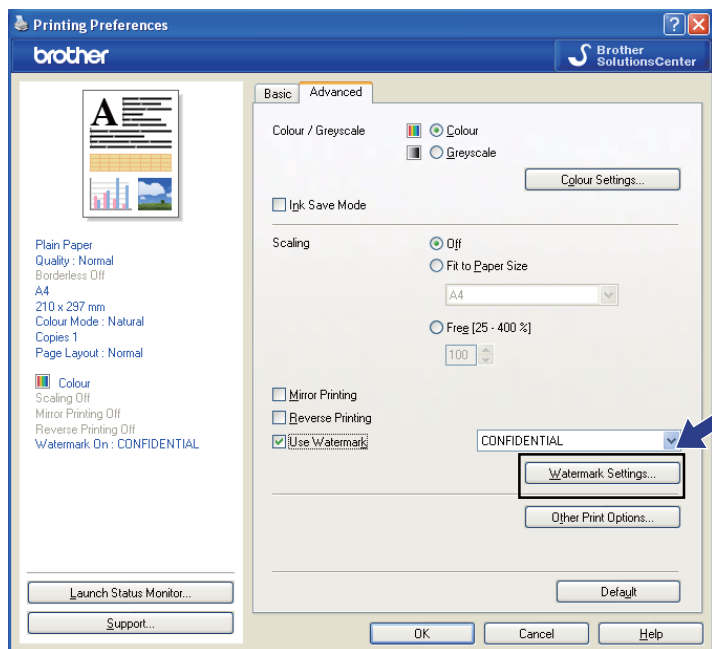 Printing Preferences
brother
Brother
SolutionsCenter
A
Plain Paper
Quality : Normal
Borderless Off
A4
210 x 297 mm
Colour Mode : Natural
Copies 1
Page Layout : Normal
Colour
Scaling Off
Mirror Printing Off
Reverse Printing Off
Watermark On : CONFIDENTIAL
Launch Status Monitor...
Support...
Basic Advanced
Colour / Greyscale Colour
Greyscale
Colour Settings...
Ink Save Mode
Scaling Off
Fit to Paper Size
A4
Free [25 - 400 %]
100
Mirror Printing
Reverse Printing
Use Watermark CONFIDENTIAL
Watermark Settings...
Other Print Options...
Default
OK Cancel Help